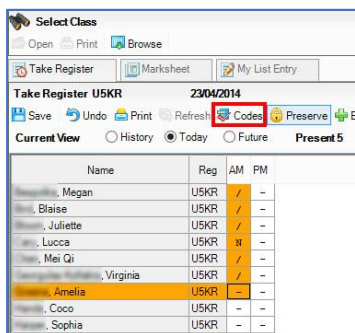 Select Class
Open Print Browse
Take Register Marksheet My List Entry
Take Register U5KR 23/04/2014
Save Undo Print Refresh Codes Preserve
Current View History Today Future Present 5
Name Reg AM PM
, Megan U5KR / -
, Blaise U5KR / -
, Juliette U5KR / -
, Lucca U5KR N -
, Mei Qi U5KR / -
, Virginia U5KR / -
, Amelia U5KR - -
, Coco U5KR - -
, Sophia U5KR - -